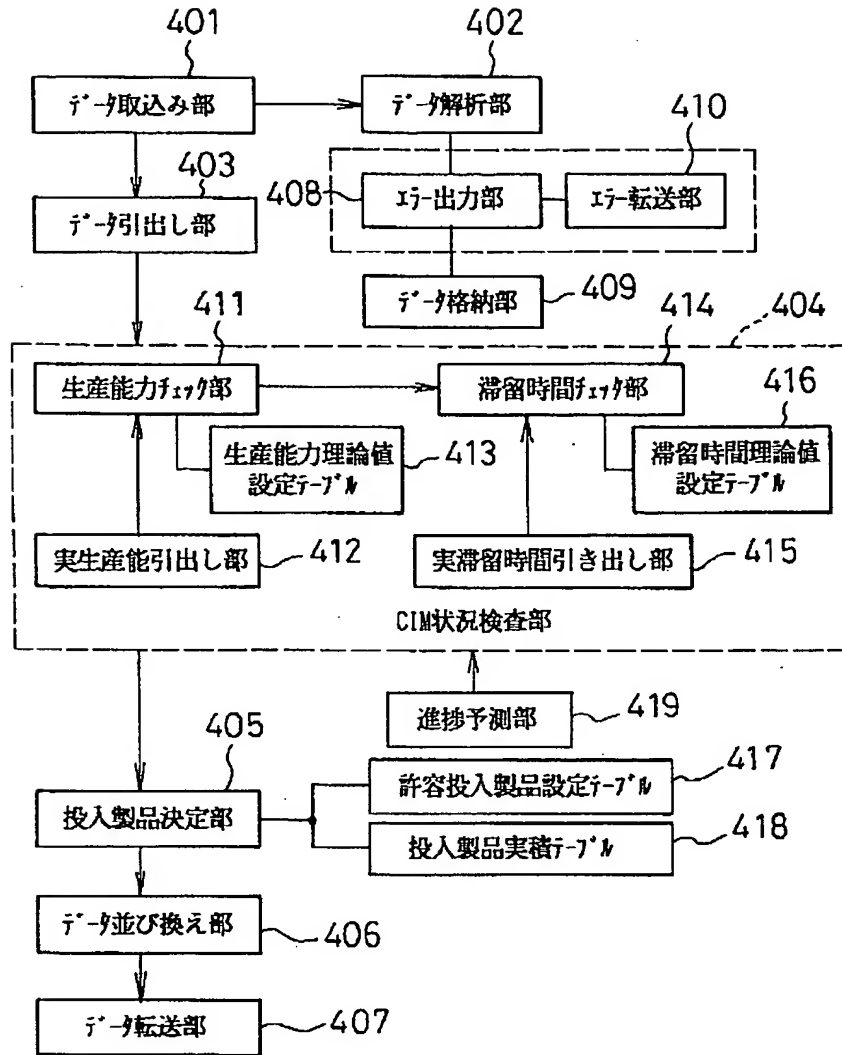 401
402
データ取込み部
データ解析部
410
403
408
エラー出力部
エラー転送部
データ引出し部
データ格納部
409
411
414
404
生産能力チェック部
滞留時間チェック部
416
生産能力理論値
設定テーブル
413
滞留時間理論値
設定テーブル
実生産能引出し部
412
実滞留時間引き出し部
415
CIM状況検査部
進捗予測部
419
405
許容投入製品設定テーブル
417
投入製品決定部
投入製品実積テーブル
418
データ並び換え部
406
データ転送部
407